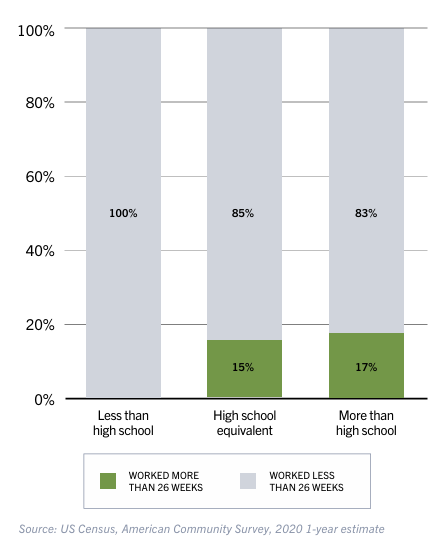 100%
80%
60%
40%
20%
0%
100%
85%
83%
15%
17%
Less than
high school
High school
equivalent
More than
high school
WORKED MORE
THAN 26 WEEKS
WORKED LESS
THAN 26 WEEKS
Source: US Census, American Community Survey, 2020 1-year estimate